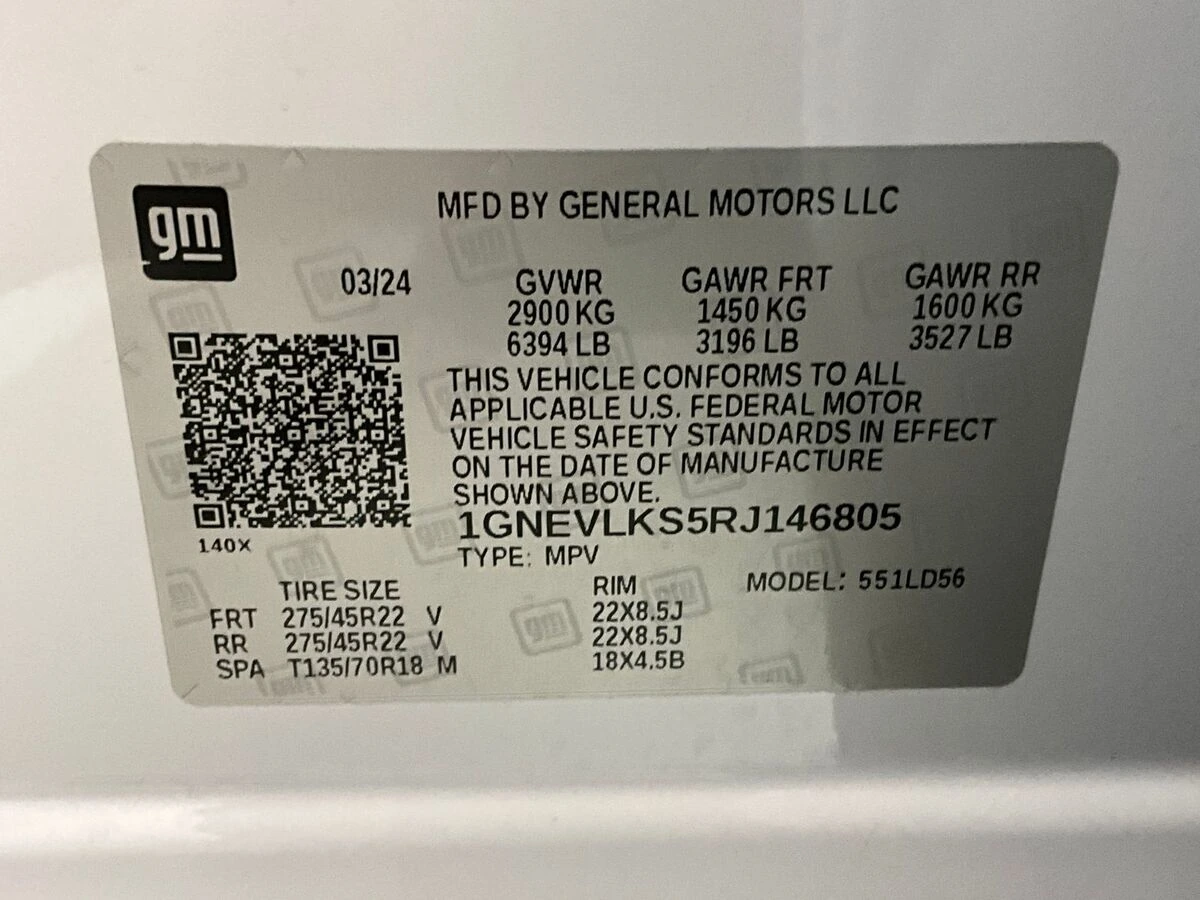 gm
MFD BY GENERAL MOTORS LLC
03/24 GVWR GAWR FRT GAWR RR
2900 KG 1450 KG 1600 KG
6394 LB 3196 LB 3527 LB
THIS VEHICLE CONFORMS TO ALL
APPLICABLE U.S. FEDERAL MOTOR
VEHICLE SAFETY STANDARDS IN EFFECT
ON THE DATE OF MANUFACTURE
SHOWN ABOVE.
1GNEVLKS5RJ146805
140X
TYPE: MPV
TIRE SIZE RIM MODEL: 551LD56
FRT 275/45R22 V 22X8.5J
RR 275/45R22 V 22X8.5J
SPA T135/70R18 M 18X4.5B